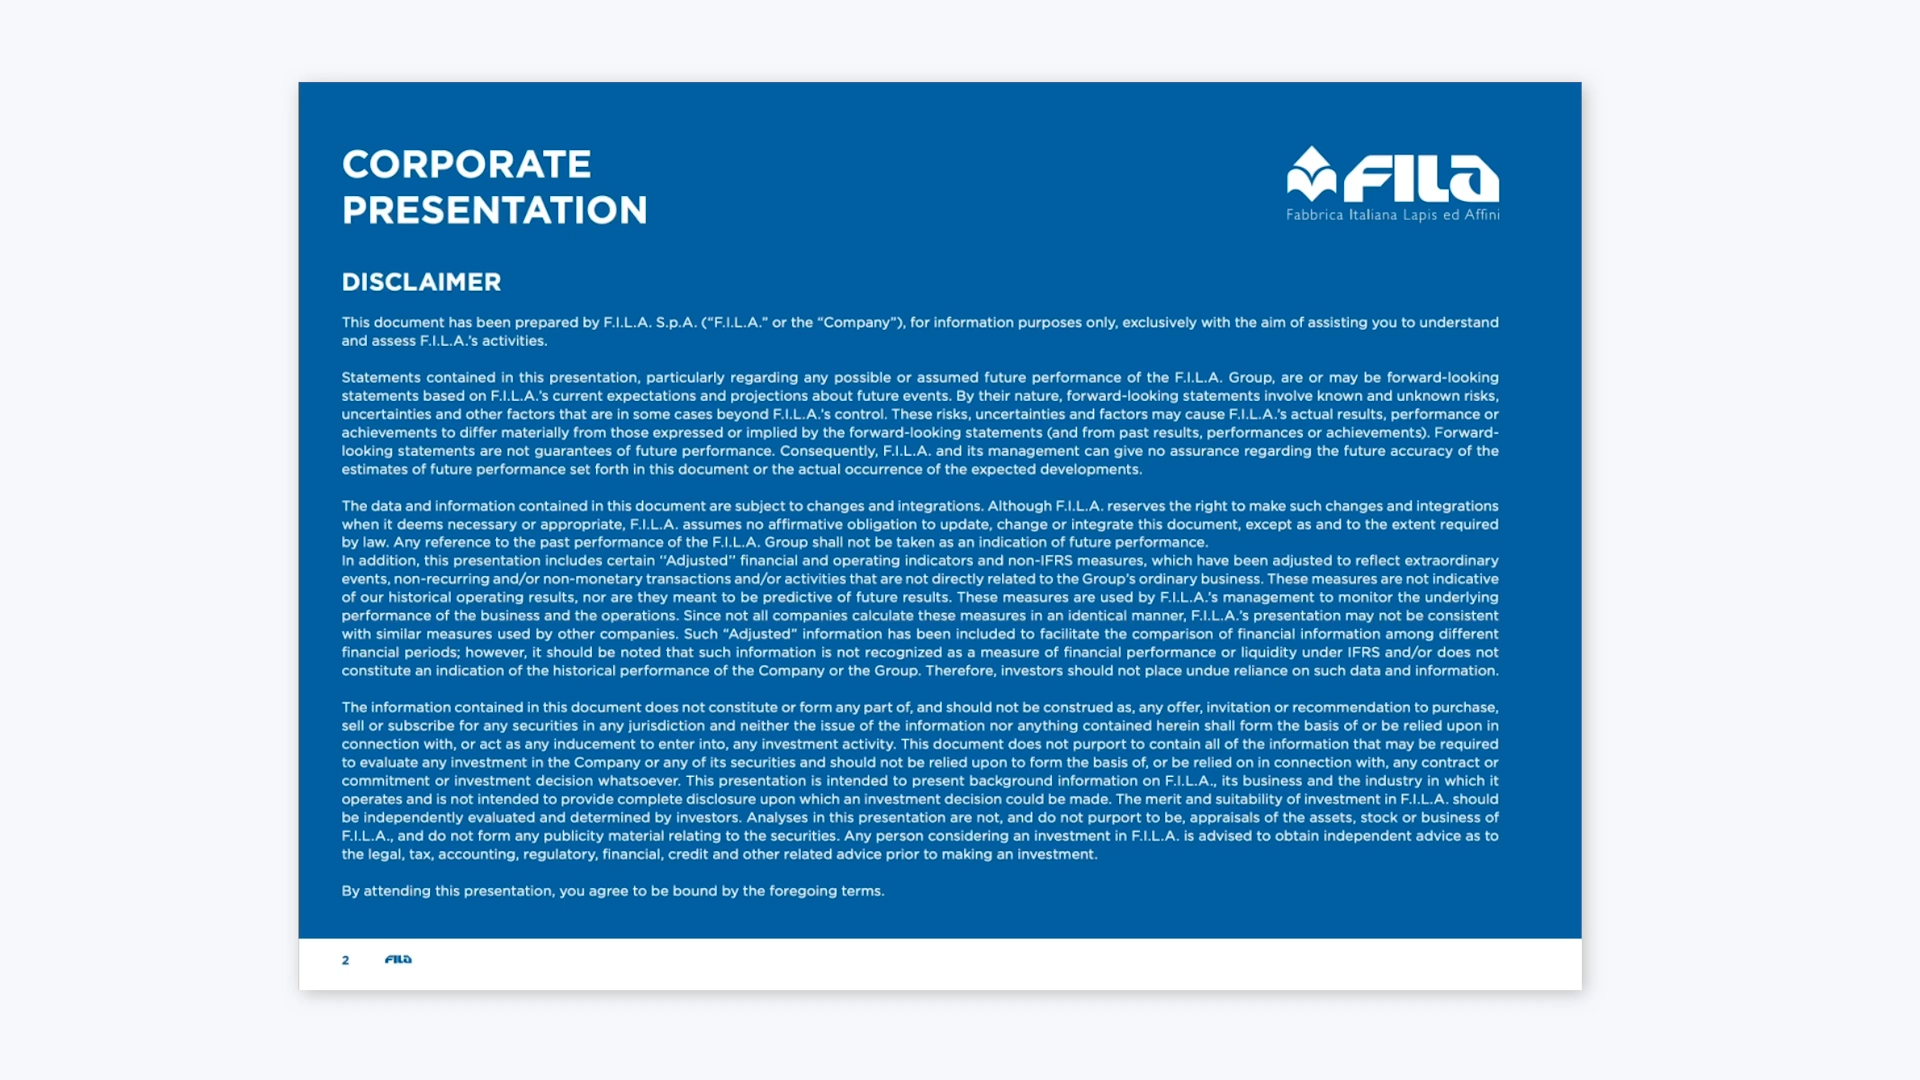 CORPORATE
PRESENTATION
FILA
Fabbrica Italiana Lapis ed Affini
DISCLAIMER
This document has been prepared by F.I.L.A. S.p.A. (“F.I.L.A.” or the “Company”), for information purposes only, exclusively with the aim of assisting you to understand
and assess F.I.L.A.’s activities.
Statements contained in this presentation, particularly regarding any possible or assumed future performance of the F.I.L.A. Group, are or may be forward-looking
statements based on F.I.L.A.’s current expectations and projections about future events. By their nature, forward-looking statements involve known and unknown risks,
uncertainties and other factors that are in some cases beyond F.I.L.A.’s control. These risks, uncertainties and factors may cause F.I.L.A.’s actual results, performance or
achievements to differ materially from those expressed or implied by the forward-looking statements (and from past results, performances or achievements). Forward-
looking statements are not guarantees of future performance. Consequently, F.I.L.A. and its management can give no assurance regarding the future accuracy of the
estimates of future performance set forth in this document or the actual occurrence of the expected developments.
The data and information contained in this document are subject to changes and integrations. Although F.I.L.A. reserves the right to make such changes and integrations
when it deems necessary or appropriate, F.I.L.A. assumes no affirmative obligation to update, change or integrate this document, except as and to the extent required
by law. Any reference to the past performance of the F.I.L.A. Group shall not be taken as an indication of future performance.
In addition, this presentation includes certain ‘‘Adjusted’’ financial and operating indicators and non-IFRS measures, which have been adjusted to reflect extraordinary
events, non-recurring and/or non-monetary transactions and/or activities that are not directly related to the Group’s ordinary business. These measures are not indicative
of our historical operating results, nor are they meant to be predictive of future results. These measures are used by F.I.L.A.’s management to monitor the underlying
performance of the business and the operations. Since not all companies calculate these measures in an identical manner, F.I.L.A.’s presentation may not be consistent
with similar measures used by other companies. Such “Adjusted” information has been included to facilitate the comparison of financial information among different
financial periods; however, it should be noted that such information is not recognized as a measure of financial performance or liquidity under IFRS and/or does not
constitute an indication of the historical performance of the Company or the Group. Therefore, investors should not place undue reliance on such data and information.
The information contained in this document does not constitute or form any part of, and should not be construed as, any offer, invitation or recommendation to purchase,
sell or subscribe for any securities in any jurisdiction and neither the issue of the information nor anything contained herein shall form the basis of or be relied upon in
connection with, or act as any inducement to enter into, any investment activity. This document does not purport to contain all of the information that may be required
to evaluate any investment in the Company or any of its securities and should not be relied upon to form the basis of, or be relied on in connection with, any contract or
commitment or investment decision whatsoever. This presentation is intended to present background information on F.I.L.A., its business and the industry in which it
operates and is not intended to provide complete disclosure upon which an investment decision could be made. The merit and suitability of investment in F.I.L.A. should
be independently evaluated and determined by investors. Analyses in this presentation are not, and do not purport to be, appraisals of the assets, stock or business of
F.I.L.A., and do not form any publicity material relating to the securities. Any person considering an investment in F.I.L.A. is advised to obtain independent advice as to
the legal, tax, accounting, regulatory, financial, credit and other related advice prior to making an investment.
By attending this presentation, you agree to be bound by the foregoing terms.
2 FILA